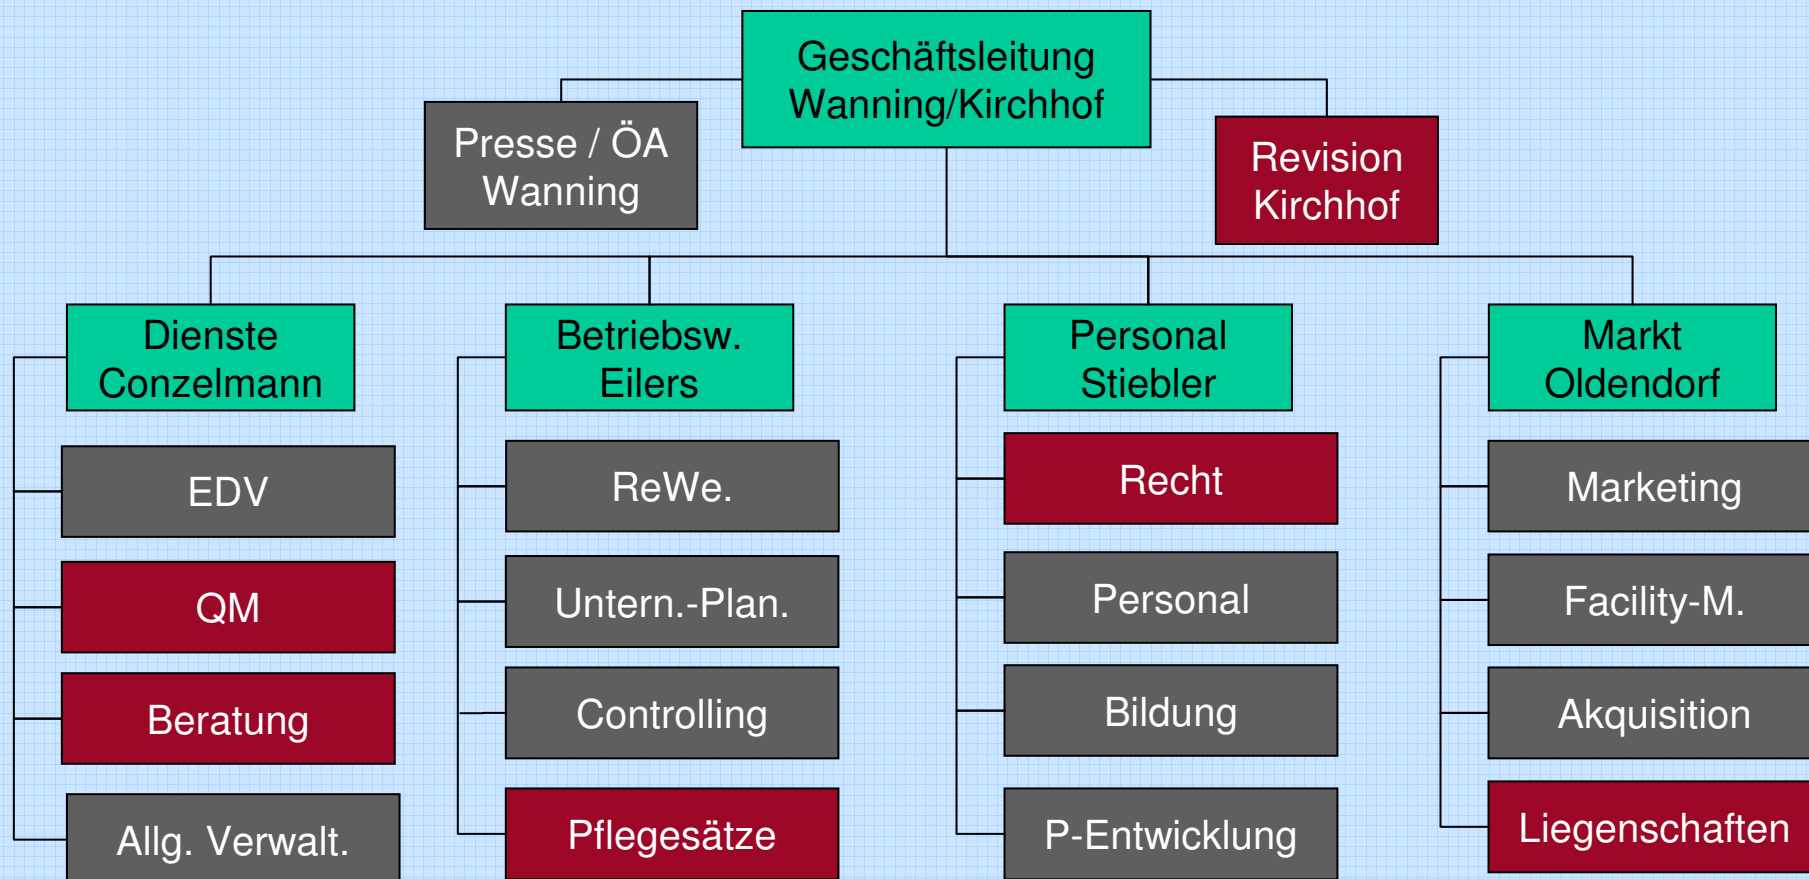 Geschäftsleitung
Wanning/Kirchhof
Presse / ÖA
Wanning
Revision
Kirchhof
Dienste
Conzelmann
Betriebsw.
Eilers
Personal
Stiebler
Markt
Oldendorf
EDV
QM
Beratung
Allg. Verwalt.
ReWe.
Untern.-Plan.
Controlling
Pflegesätze
Recht
Personal
Bildung
P-Entwicklung
Marketing
Facility-M.
Akquisition
Liegenschaften